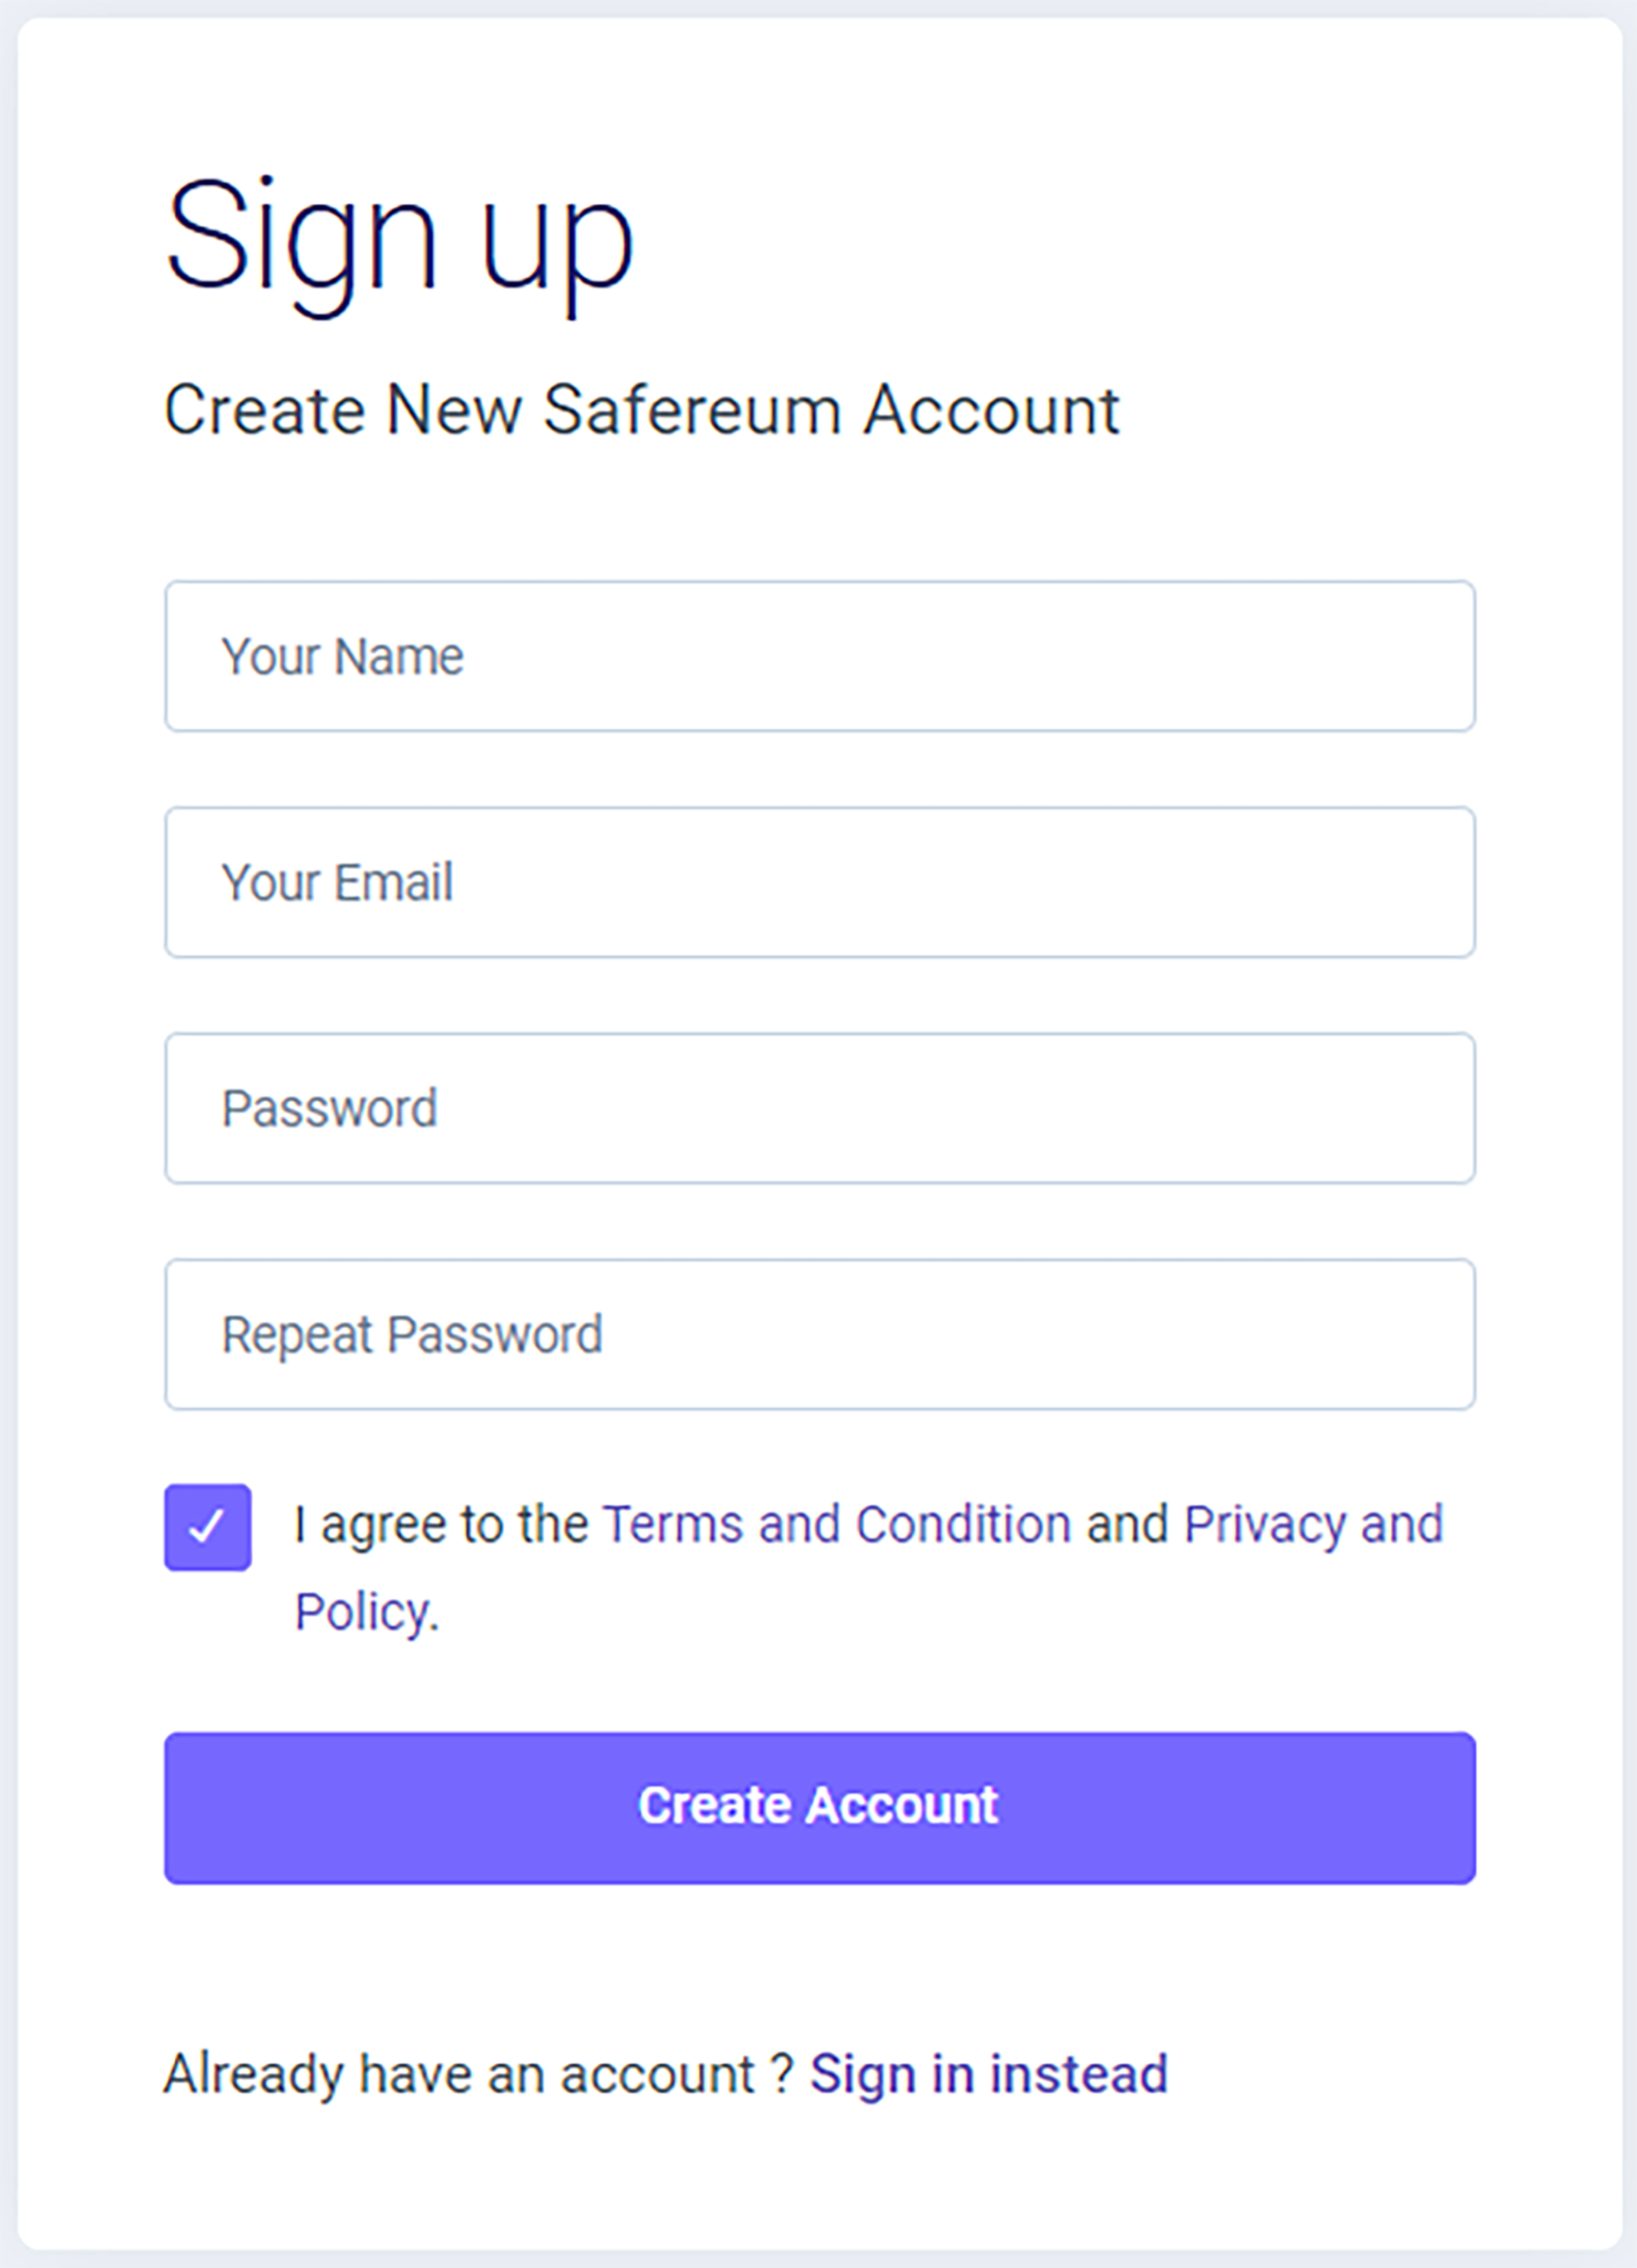 Sign up
Create New Safereum Account
Your Name
Your Email
Password
Repeat Password
I agree to the Terms and Condition and Privacy and
Policy.
Create Account
Already have an account ? Sign in instead